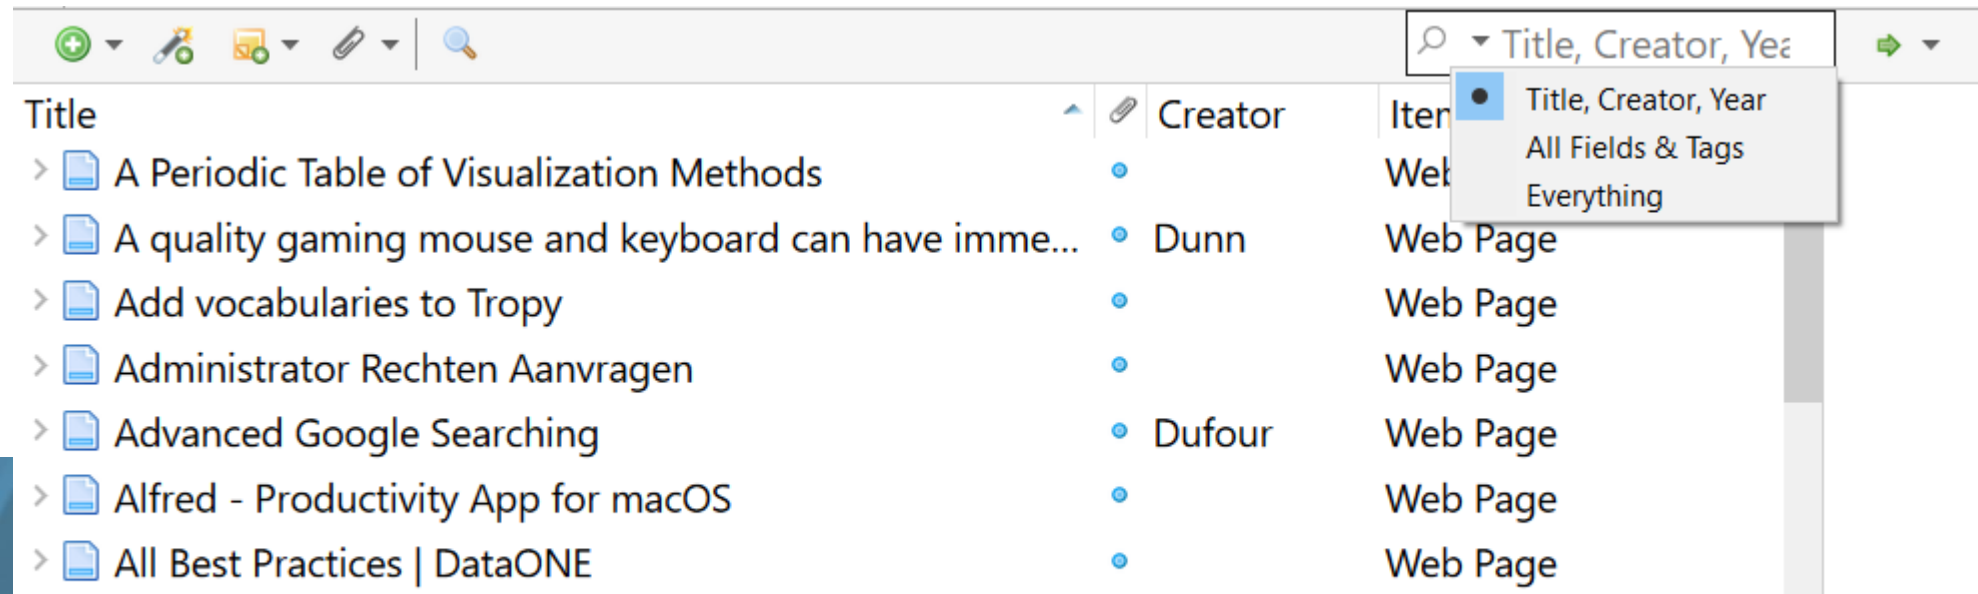 Title, Creator, Yea
Title, Creator, Year
All Fields & Tags
Everything
Title Creator Iten
A Periodic Table of Visualization Methods Web
A quality gaming mouse and keyboard can have imme... Dunn Web Page
Add vocabularies to Tropy Web Page
Administrator Rechten Aanvragen Web Page
Advanced Google Searching Dufour Web Page
Alfred - Productivity App for macOS Web Page
All Best Practices | DataONE Web Page